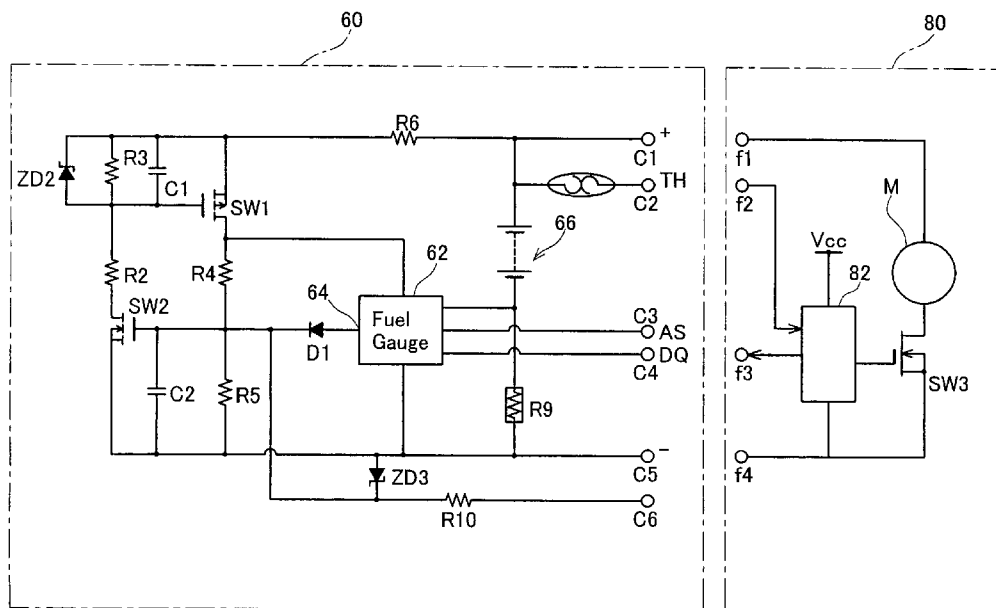 60
80
R6
+
C1
f1
R3
ZD2
C1
TH
C2
f2
M
SW1
66
Vcc
62
82
R2
R4
64
SW2
Fuel
Gauge
C3
AS
D1
DQ
C4
f3
C2
R5
R9
SW3
-
C5
f4
ZD3
R10
C6